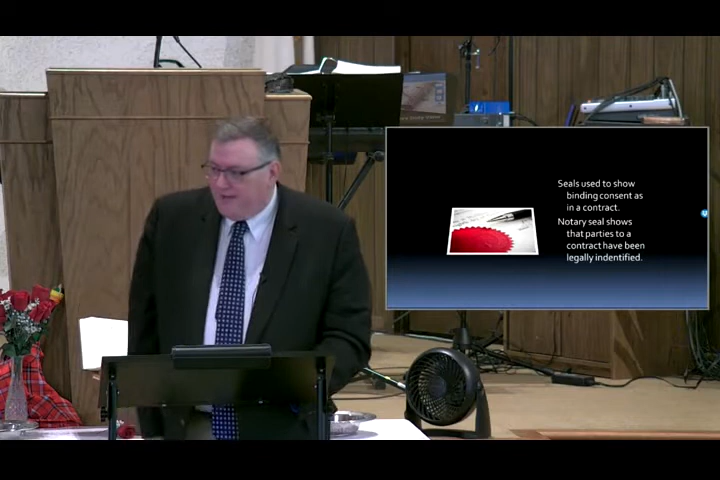 Seals used to show
binding consent as
in a contract.
Notary seal shows
that parties to a
contract have been
legally indentified.